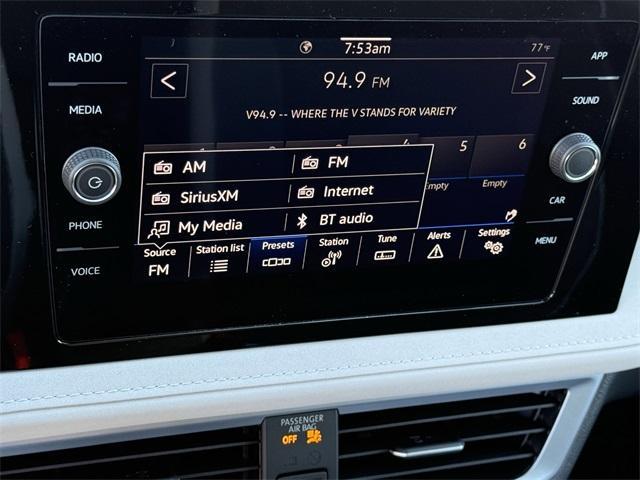 7:53am
77°F
RADIO
MEDIA
PHONE
VOICE
APP
SOUND
CAR
MENU
< 94.9 FM >
V94.9 -- WHERE THE V STANDS FOR VARIETY
4 5 6
Empty Empty
AM FM
SiriusXM Internet
My Media BT audio
Source Station list Presets Station Tune Alerts Settings
FM
PASSENGER
AIR BAG
OFF